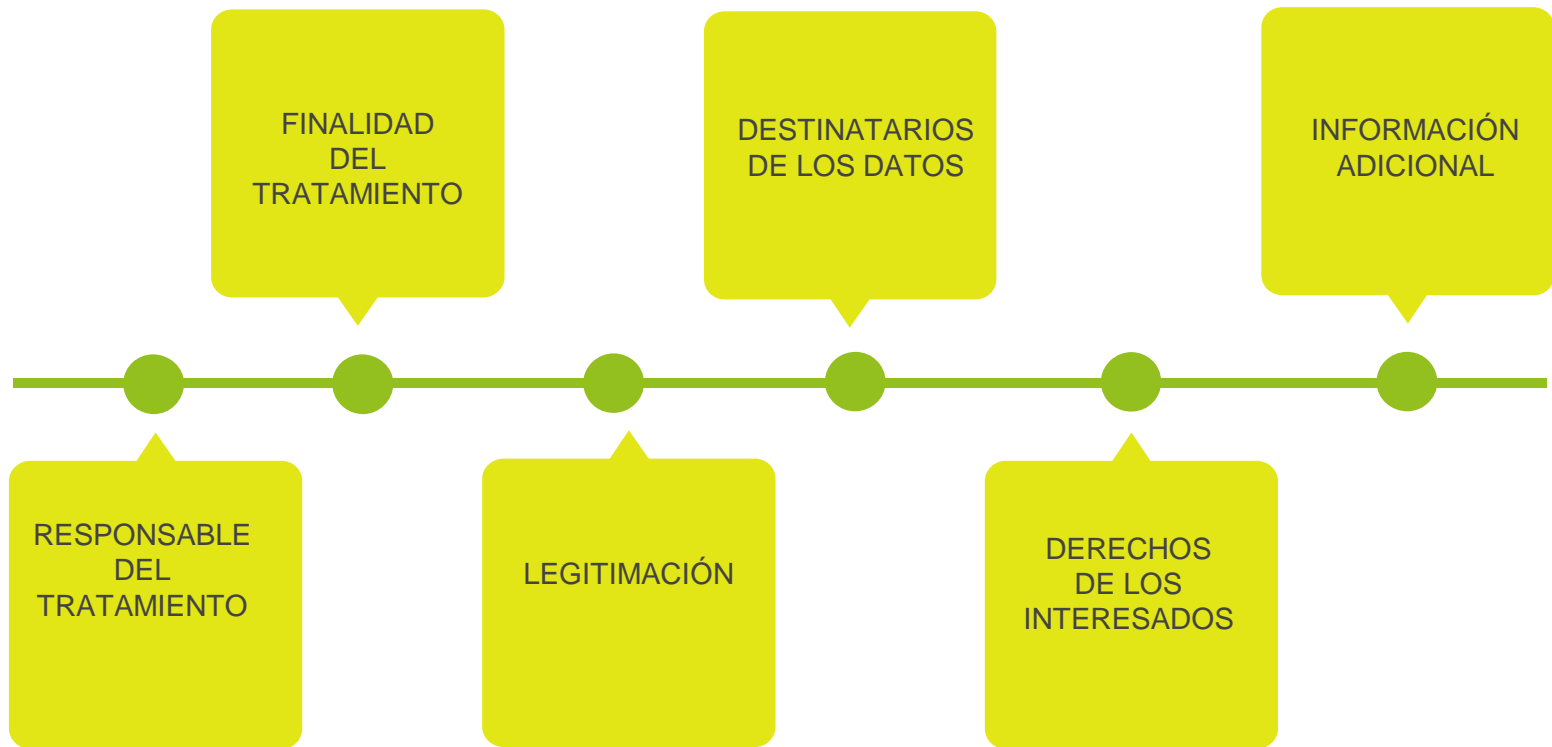 FINALIDAD
DEL
TRATAMIENTO
DESTINATARIOS
DE LOS DATOS
INFORMACIÓN
ADICIONAL
RESPONSABLE
DEL
TRATAMIENTO
LEGITIMACIÓN
DERECHOS
DE LOS
INTERESADOS